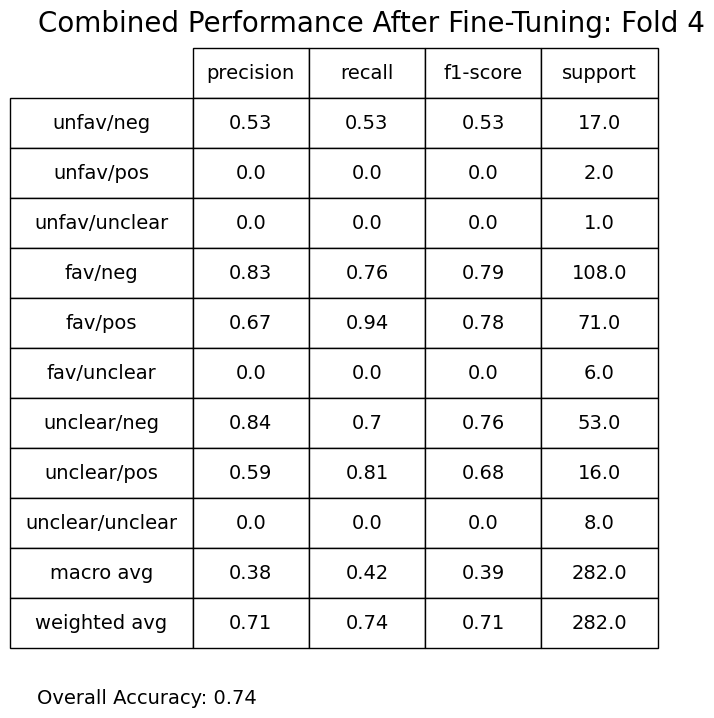 Combined Performance After Fine-Tuning: Fold 4
precision recall f1-score support
unfav/neg 0.53 0.53 0.53 17.0
unfav/pos 0.0 0.0 0.0 2.0
unfav/unclear 0.0 0.0 0.0 1.0
fav/neg 0.83 0.76 0.79 108.0
fav/pos 0.67 0.94 0.78 71.0
fav/unclear 0.0 0.0 0.0 6.0
unclear/neg 0.84 0.7 0.76 53.0
unclear/pos 0.59 0.81 0.68 16.0
unclear/unclear 0.0 0.0 0.0 8.0
macro avg 0.38 0.42 0.39 282.0
weighted avg 0.71 0.74 0.71 282.0
Overall Accuracy: 0.74